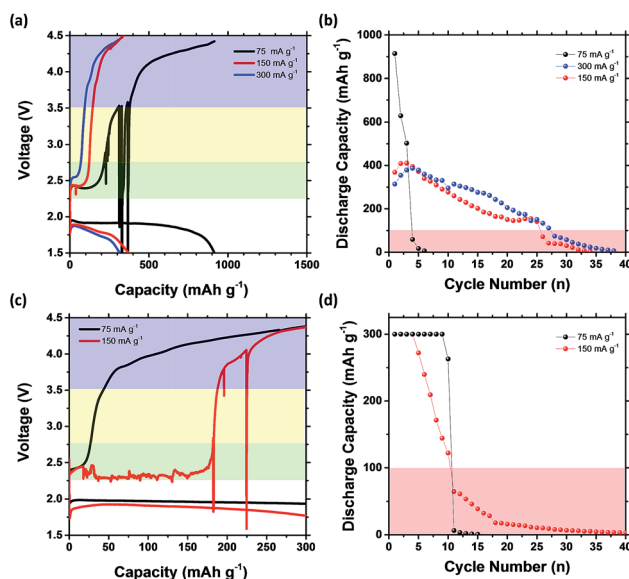 (a)
4.5
4.0
3.5
3.0
2.5
2.0
1.5
Voltage (V)
75 mA g⁻¹
150 mA g⁻¹
300 mA g⁻¹
0
500
1000
1500
Capacity (mAh g⁻¹)
(b)
1000
800
600
400
200
0
Discharge Capacity (mAh g⁻¹)
75 mA g⁻¹
300 mA g⁻¹
150 mA g⁻¹
0 5 10 15 20 25 30 35 40
Cycle Number (n)
(c)
4.5
4.0
3.5
3.0
2.5
2.0
1.5
Voltage (V)
75 mA g⁻¹
150 mA g⁻¹
0 50 100 150 200 250 300
Capacity (mAh g⁻¹)
(d)
300
200
100
0
Discharge Capacity (mAh g⁻¹)
75 mA g⁻¹
150 mA g⁻¹
0 5 10 15 20 25 30 35 40
Cycle Number (n)